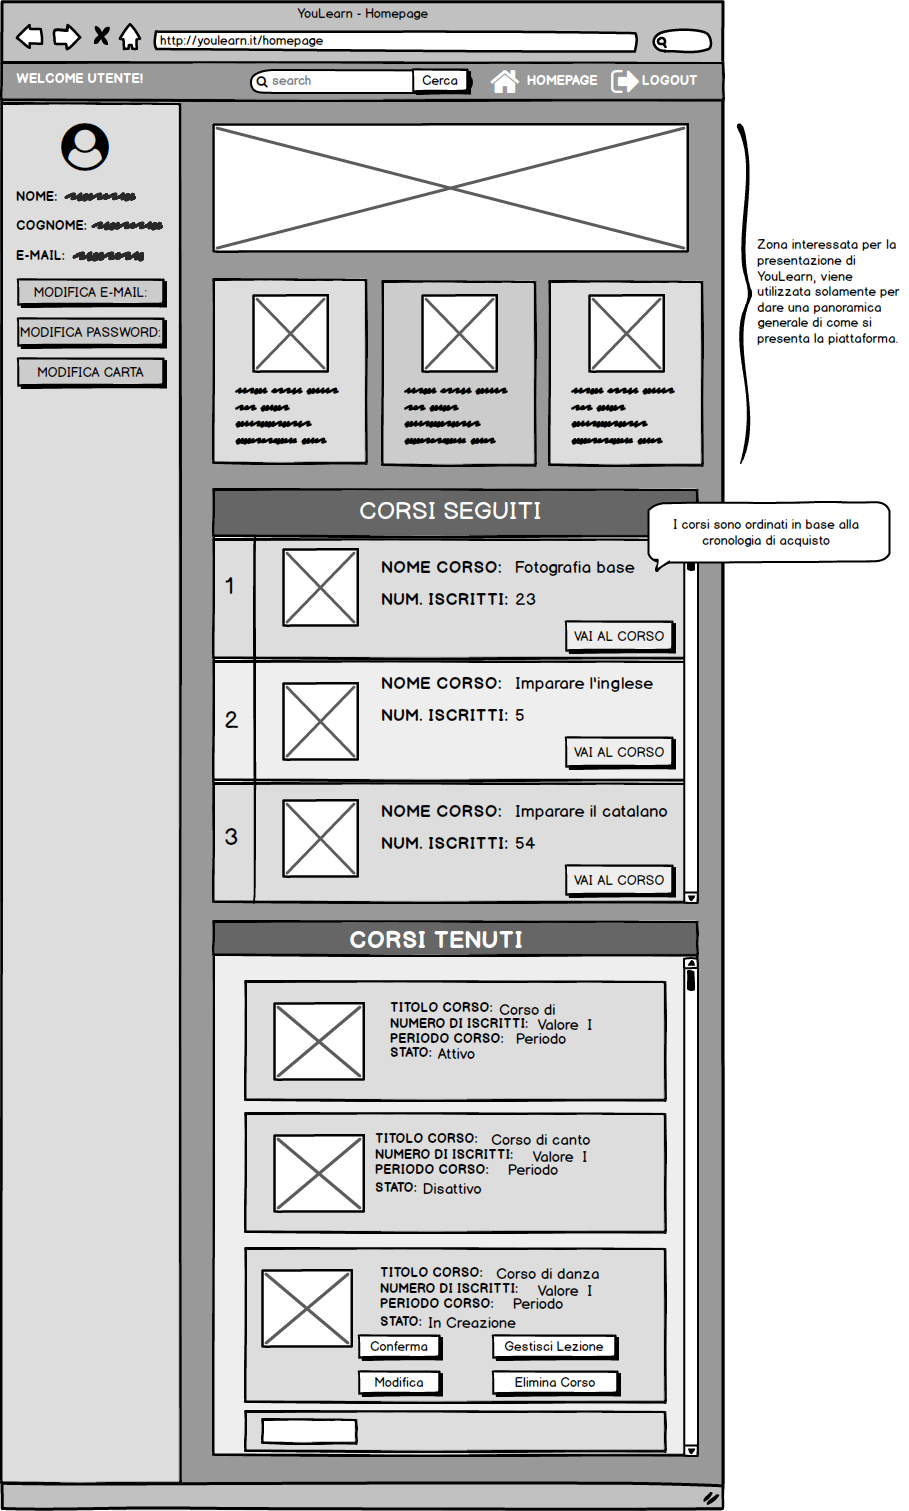 YouLearn - Homepage
http://youlearn.it/homepage
WELCOME UTENTE!
search
Cerca
HOMEPAGE
LOGOUT
NOME:
COGNOME:
E-MAIL:
MODIFICA E-MAIL:
MODIFICA PASSWORD:
MODIFICA CARTA
Zona interessata per la
presentazione di
YouLearn, viene
utilizzata solamente per
dare una panoramica
generale di come si
presenta la piattaforma.
CORSI SEGUITI
I corsi sono ordinati in base alla
cronologia di acquisto
1
NOME CORSO: Fotografia base
NUM. ISCRITTI: 23
VAI AL CORSO
2
NOME CORSO: Imparare l'inglese
NUM. ISCRITTI: 5
VAI AL CORSO
3
NOME CORSO: Imparare il catalano
NUM. ISCRITTI: 54
VAI AL CORSO
CORSI TENUTI
TITOLO CORSO: Corso di
NUMERO DI ISCRITTI: Valore I
PERIODO CORSO: Periodo
STATO: Attivo
TITOLO CORSO: Corso di canto
NUMERO DI ISCRITTI: Valore I
PERIODO CORSO: Periodo
STATO: Disattivo
TITOLO CORSO: Corso di danza
NUMERO DI ISCRITTI: Valore I
PERIODO CORSO: Periodo
STATO: In Creazione
Conferma
Gestisci Lezione
Modifica
Elimina Corso